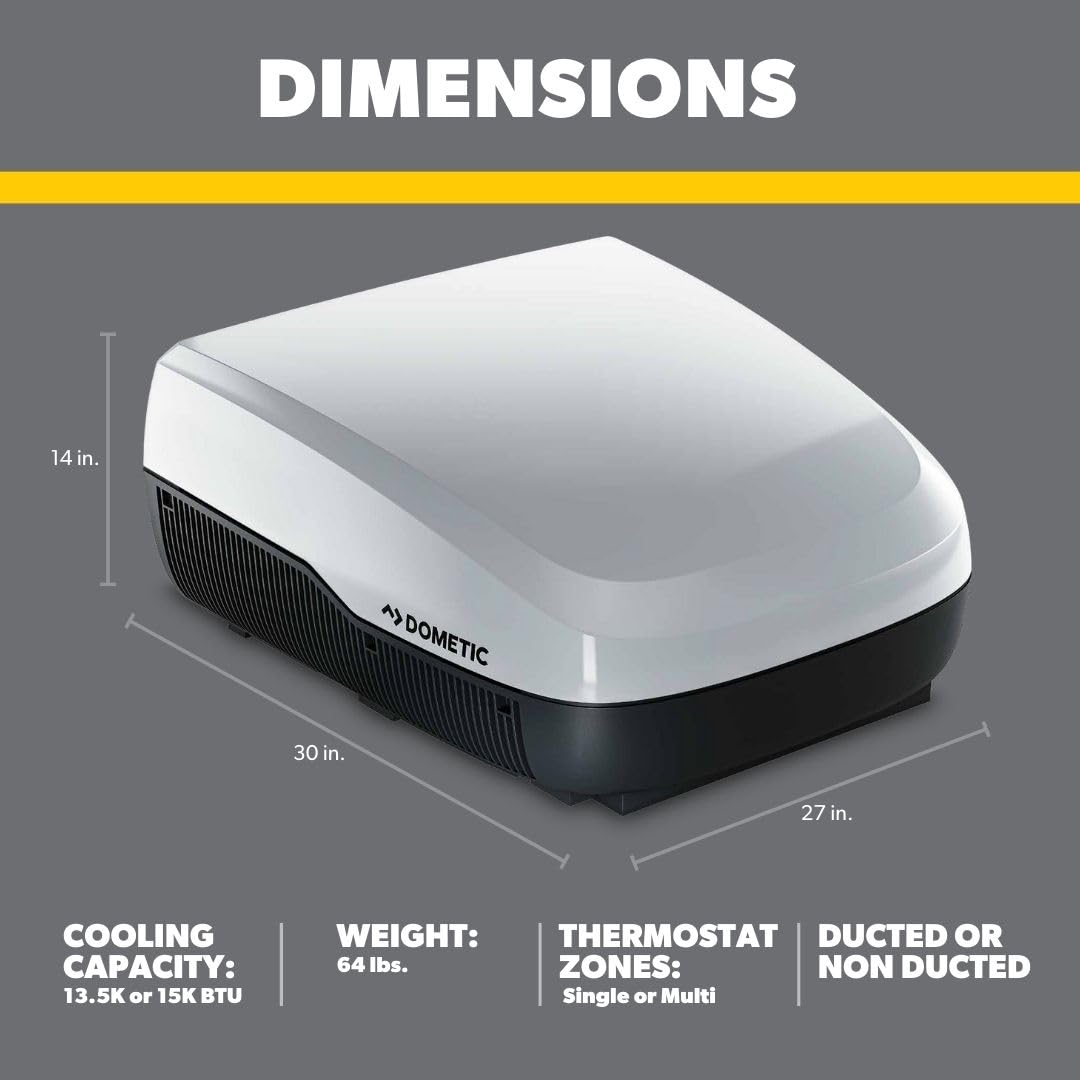 DIMENSIONS
14 in.
DOMETIC
30 in.
27 in.
COOLING
CAPACITY:
13.5K or 15K BTU
WEIGHT:
64 lbs.
THERMOSTAT
ZONES:
Single or Multi
DUCTED OR
NON DUCTED